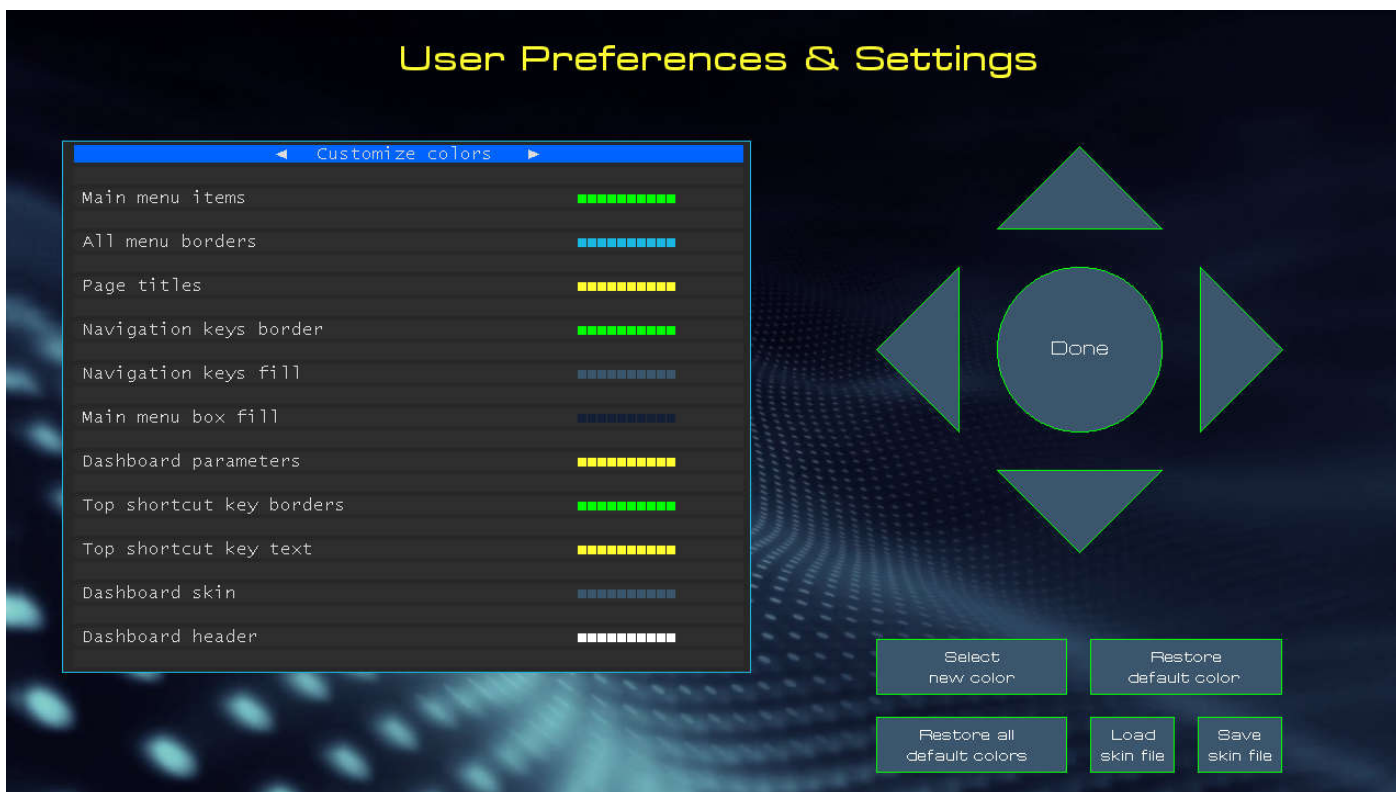 User Preferences & Settings
◄ Customize colors ►
Main menu items
All menu borders
Page titles
Navigation keys border
Navigation keys fill
Main menu box fill
Dashboard parameters
Top shortcut key borders
Top shortcut key text
Dashboard skin
Dashboard header
Done
Select
new color
Restore
default color
Restore all
default colors
Load
skin file
Save
skin file